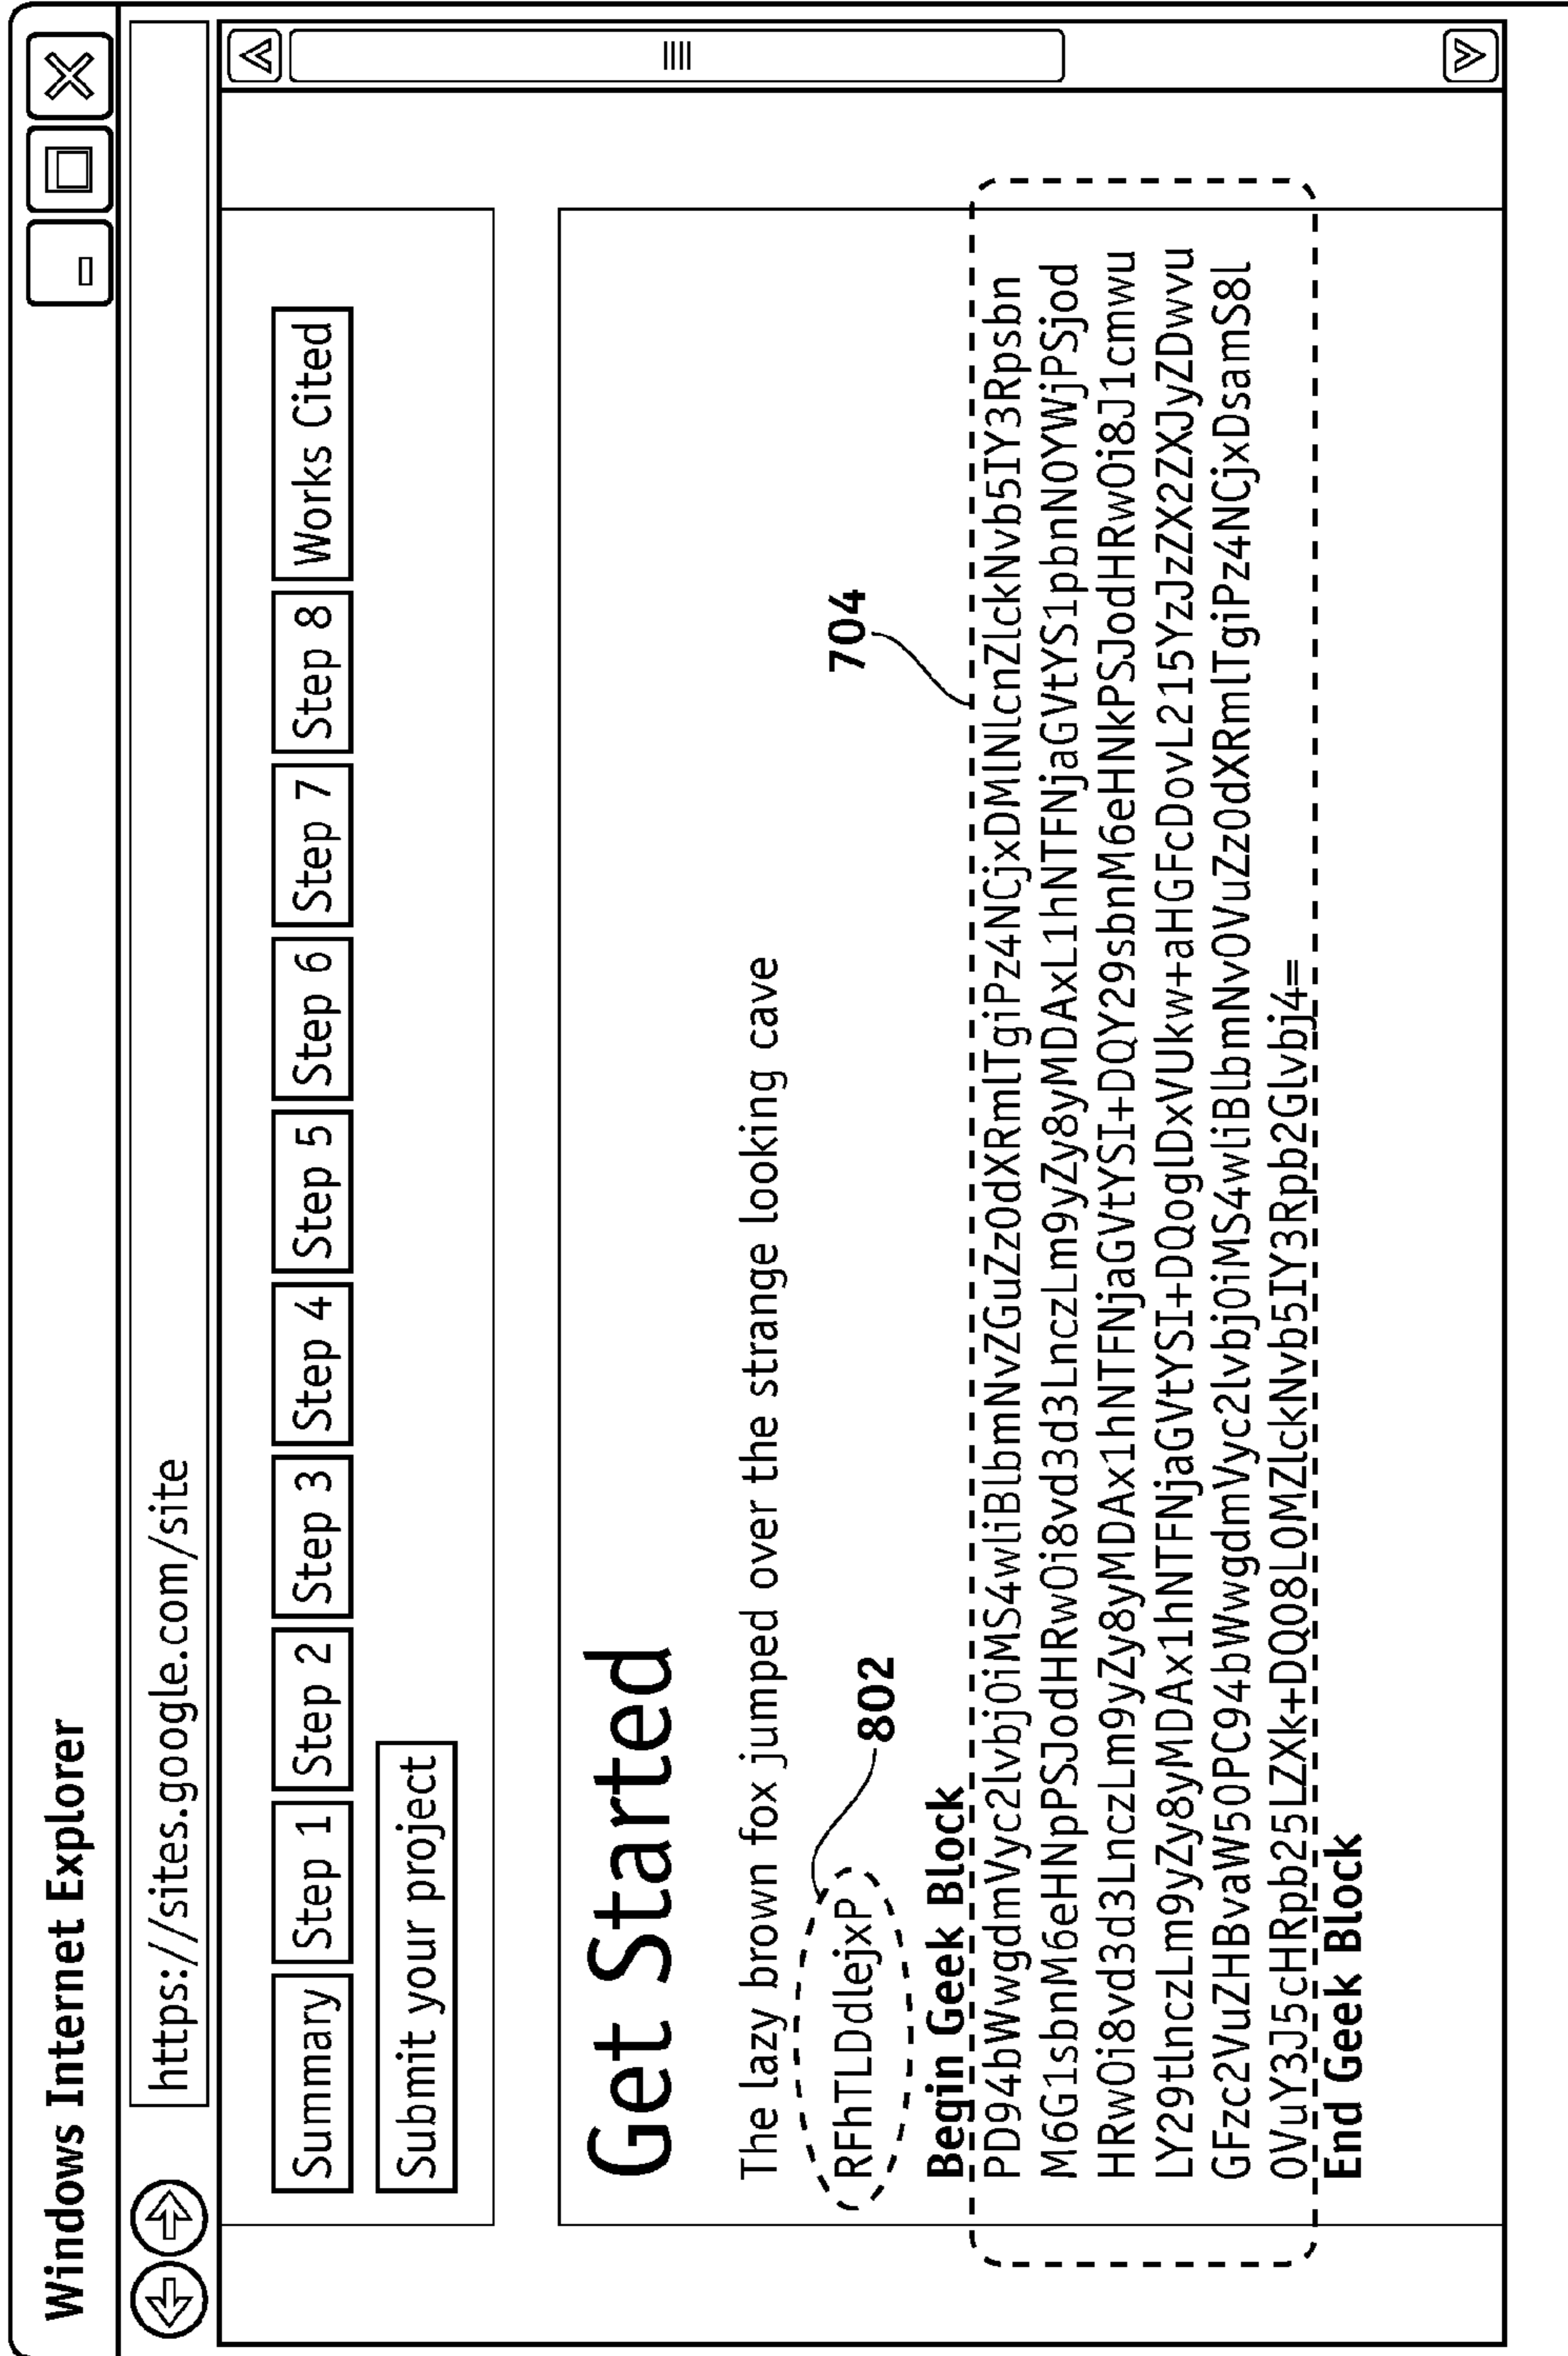 Windows Internet Explorer
https://sites.google.com/site
Summary Step 1 Step 2 Step 3 Step 4 Step 5 Step 6 Step 7 Step 8 Works Cited
Submit your project
Get Started
The lazy brown fox jumped over the strange looking cave
802
RFhTLDdlejxP
704
Begin Geek Block
PD94bWwgdmVyc2lvbj0iMS4wliBlbmNvZGuZz0dXRmlTgiPz4NCjxDMlNlcnZlckNvb5IY3Rpsbn
M6G1sbnM6eHNpPSJodHRwOi8vd3d3LnczLm9yZy8yMDAxL1hNTFNjaGVtYS1pbnN0YWjPSjod
HRwOi8vd3d3LnczLm9yZy8yMDAx1hNTFNjaGVtYSI+DQY29sbnM6eHNkPSJodHRwOi8J1cmwu
LY29tlnczLm9yZy8yMDAx1hNTFNjaGVtYSI+DQoglDxVUkw+aHGFcDovL215YzJzZX2ZXJyZDwvu
GFzc2VuZHBvaW50PC94bWwgdmVyc2lvbj0iMS4wliBlbmNvOVuZz0dXRmlTgiPz4NCjxDsamS8l
0VuY3J5cHRpb25LZXk+DQo8L0MZlckNvb5IY3Rpb2Glvbj4=
End Geek Block